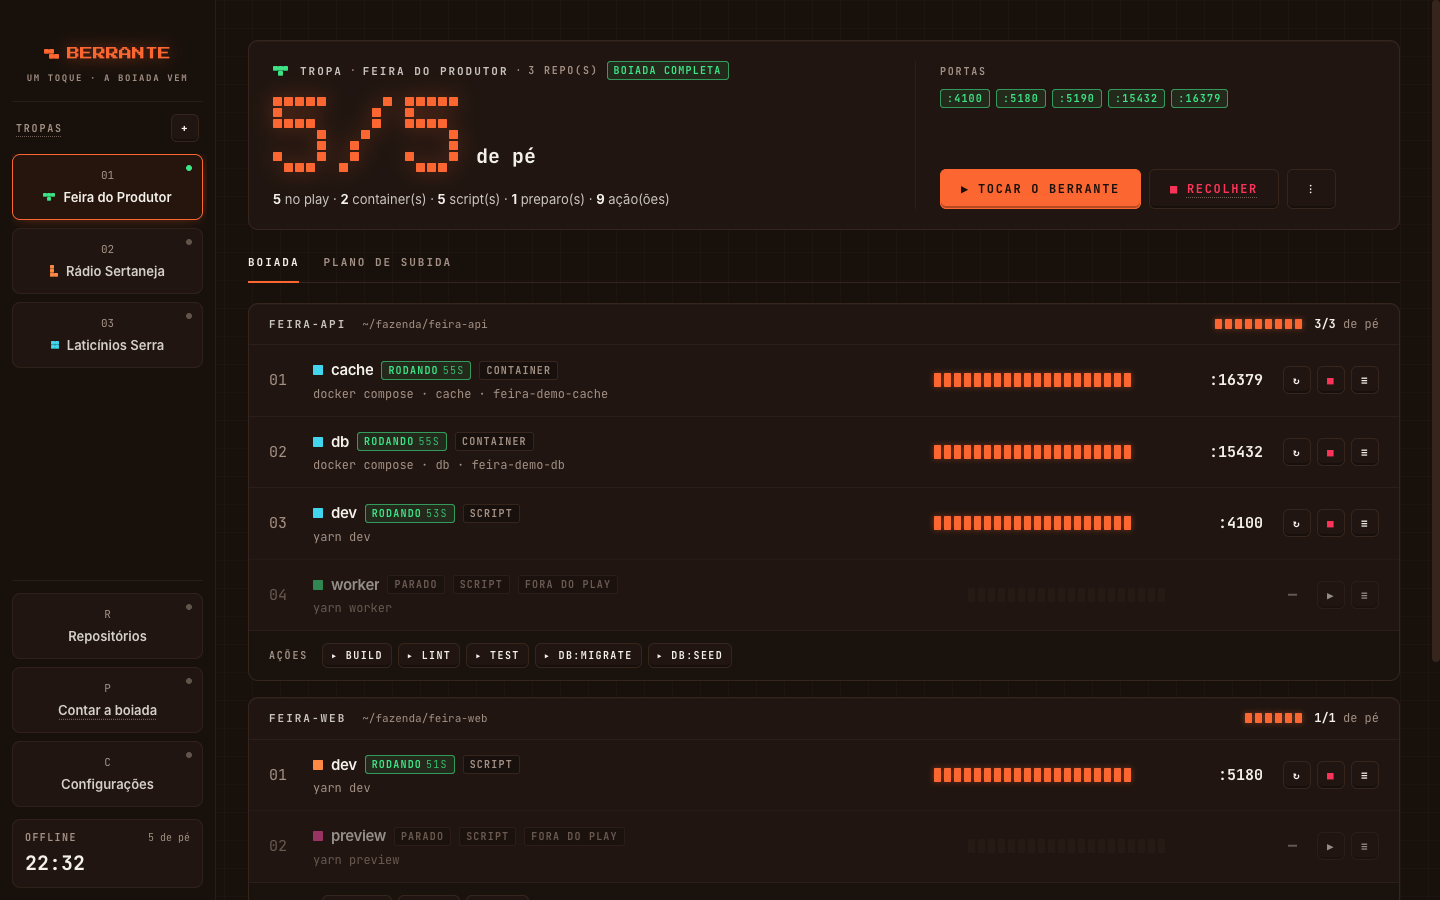 BERRANTE
UM TOQUE · A BOIADA VEM
TROPAS +
01
Feira do Produtor
02
Rádio Sertaneja
03
Laticínios Serra
R
Repositórios
P
Contar a boiada
C
Configurações
OFFLINE 5 de pé
22:32
TROPA · FEIRA DO PRODUTOR · 3 REPO(S) BOIADA COMPLETA
5/5 de pé
5 no play · 2 container(s) · 5 script(s) · 1 preparo(s) · 9 ação(ões)
PORTAS
:4100 :5180 :5190 :15432 :16379
▶ TOCAR O BERRANTE ■ RECOLHER ⋮
BOIADA PLANO DE SUBIDA
FEIRA-API ~/fazenda/feira-api 3/3 de pé
01 cache RODANDO 55S CONTAINER :16379 ↻ ■ ≡
docker compose · cache · feira-demo-cache
02 db RODANDO 55S CONTAINER :15432 ↻ ■ ≡
docker compose · db · feira-demo-db
03 dev RODANDO 53S SCRIPT :4100 ↻ ■ ≡
yarn dev
04 worker PARADO SCRIPT FORA DO PLAY — ▶ ≡
yarn worker
AÇÕES ▸ BUILD ▸ LINT ▸ TEST ▸ DB:MIGRATE ▸ DB:SEED
FEIRA-WEB ~/fazenda/feira-web 1/1 de pé
01 dev RODANDO 51S SCRIPT :5180 ↻ ■ ≡
yarn dev
02 preview PARADO SCRIPT FORA DO PLAY — ▶ ≡
yarn preview